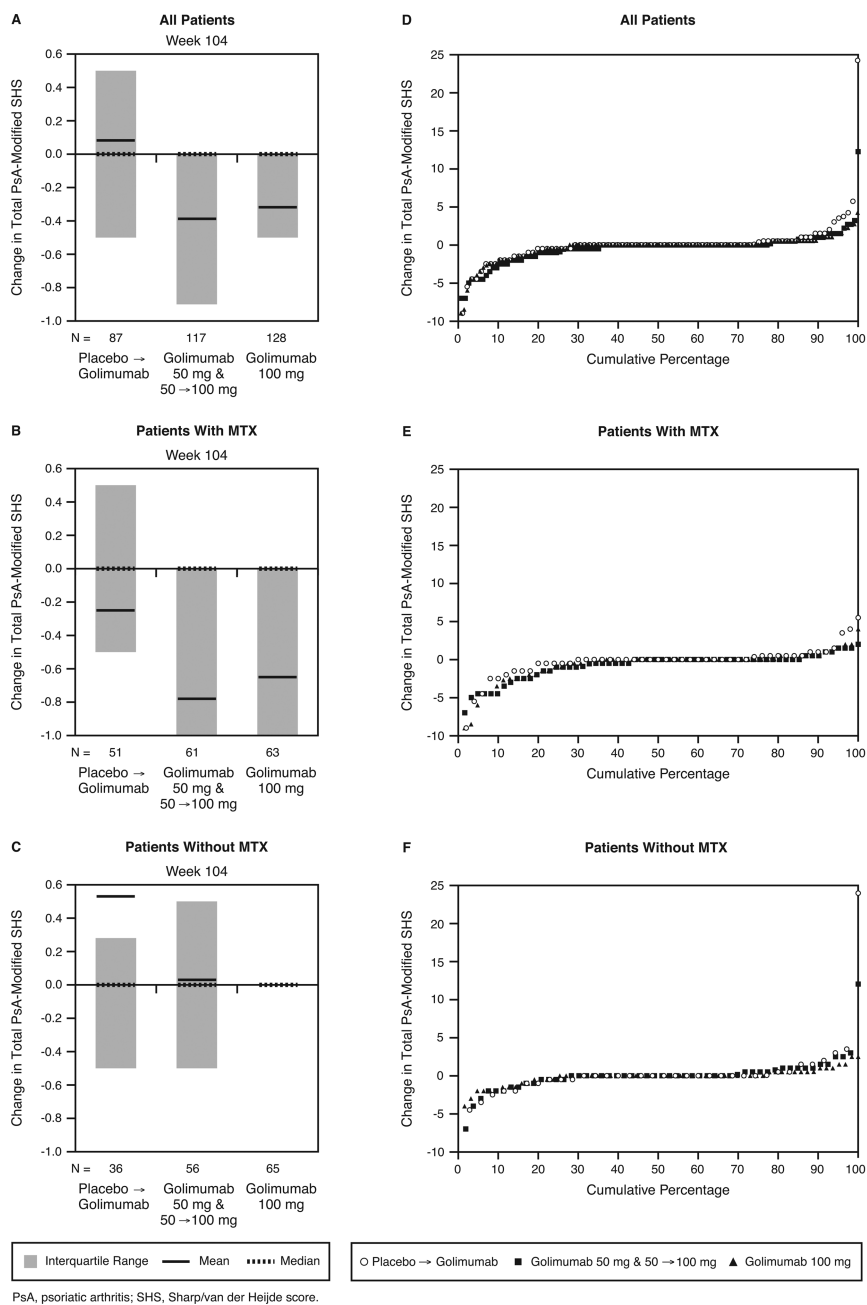 A
All Patients
Week 104
Change in Total PsA-Modified SHS
0.6
0.4
0.2
0.0
-0.2
-0.4
-0.6
-0.8
-1.0
N = 87 117 128
Placebo → Golimumab Golimumab
Golimumab 50 mg & 100 mg
50 →100 mg
D
All Patients
Change in Total PsA-Modified SHS
25
20
15
10
5
0
-5
-10
0 10 20 30 40 50 60 70 80 90 100
Cumulative Percentage
B
Patients With MTX
Week 104
Change in Total PsA-Modified SHS
0.6
0.4
0.2
0.0
-0.2
-0.4
-0.6
-0.8
-1.0
N = 51 61 63
Placebo → Golimumab Golimumab
Golimumab 50 mg & 100 mg
50 →100 mg
E
Patients With MTX
Change in Total PsA-Modified SHS
25
20
15
10
5
0
-5
-10
0 10 20 30 40 50 60 70 80 90 100
Cumulative Percentage
C
Patients Without MTX
Week 104
Change in Total PsA-Modified SHS
0.6
0.4
0.2
0.0
-0.2
-0.4
-0.6
-0.8
-1.0
N = 36 56 65
Placebo → Golimumab Golimumab
Golimumab 50 mg & 100 mg
50 →100 mg
F
Patients Without MTX
Change in Total PsA-Modified SHS
25
20
15
10
5
0
-5
-10
0 10 20 30 40 50 60 70 80 90 100
Cumulative Percentage
Interquartile Range Mean Median
Placebo → Golimumab Golimumab 50 mg & 50 →100 mg Golimumab 100 mg
PsA, psoriatic arthritis; SHS, Sharp/van der Heijde score.